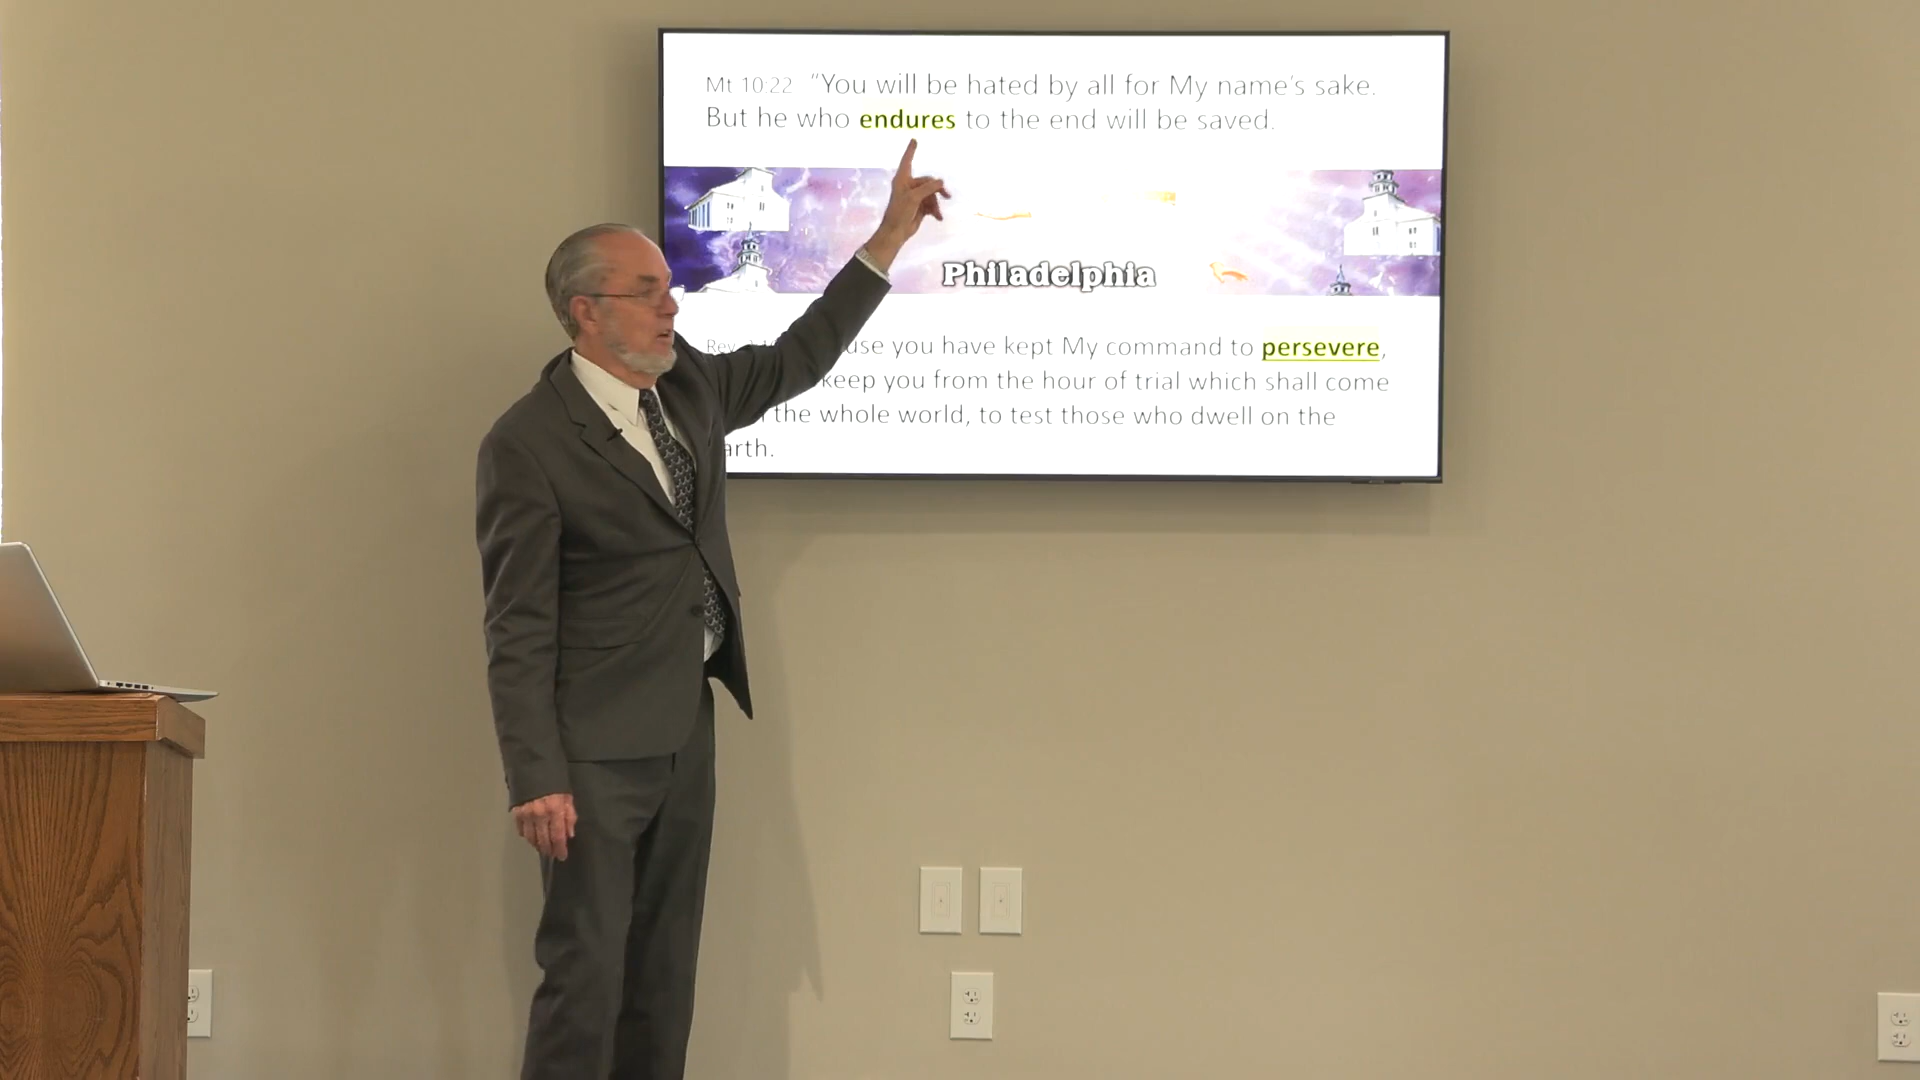 Mt 10:22 "You will be hated by all for My name's sake.
But he who endures to the end will be saved.
Philadelphia
Rev you have kept My command to persevere,
keep you from the hour of trial which shall come
the whole world, to test those who dwell on the